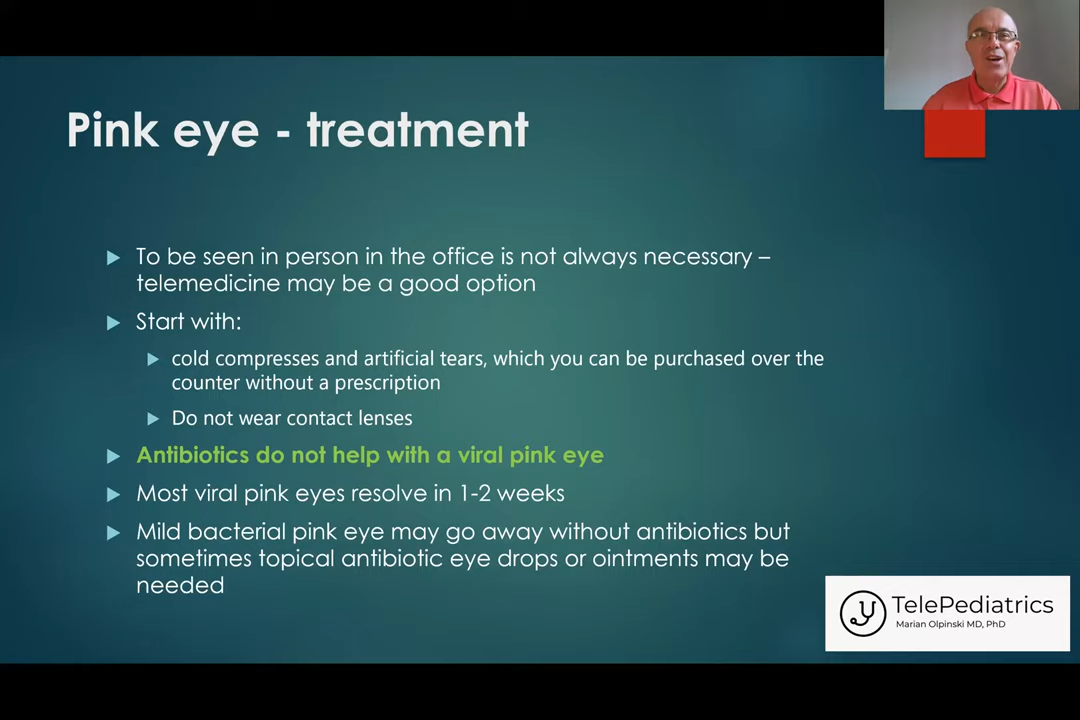 Pink eye - treatment
To be seen in person in the office is not always necessary –
telemedicine may be a good option
Start with:
cold compresses and artificial tears, which you can be purchased over the
counter without a prescription
Do not wear contact lenses
Antibiotics do not help with a viral pink eye
Most viral pink eyes resolve in 1-2 weeks
Mild bacterial pink eye may go away without antibiotics but
sometimes topical antibiotic eye drops or ointments may be
needed
TelePediatrics
Marian Olpinski MD, PhD